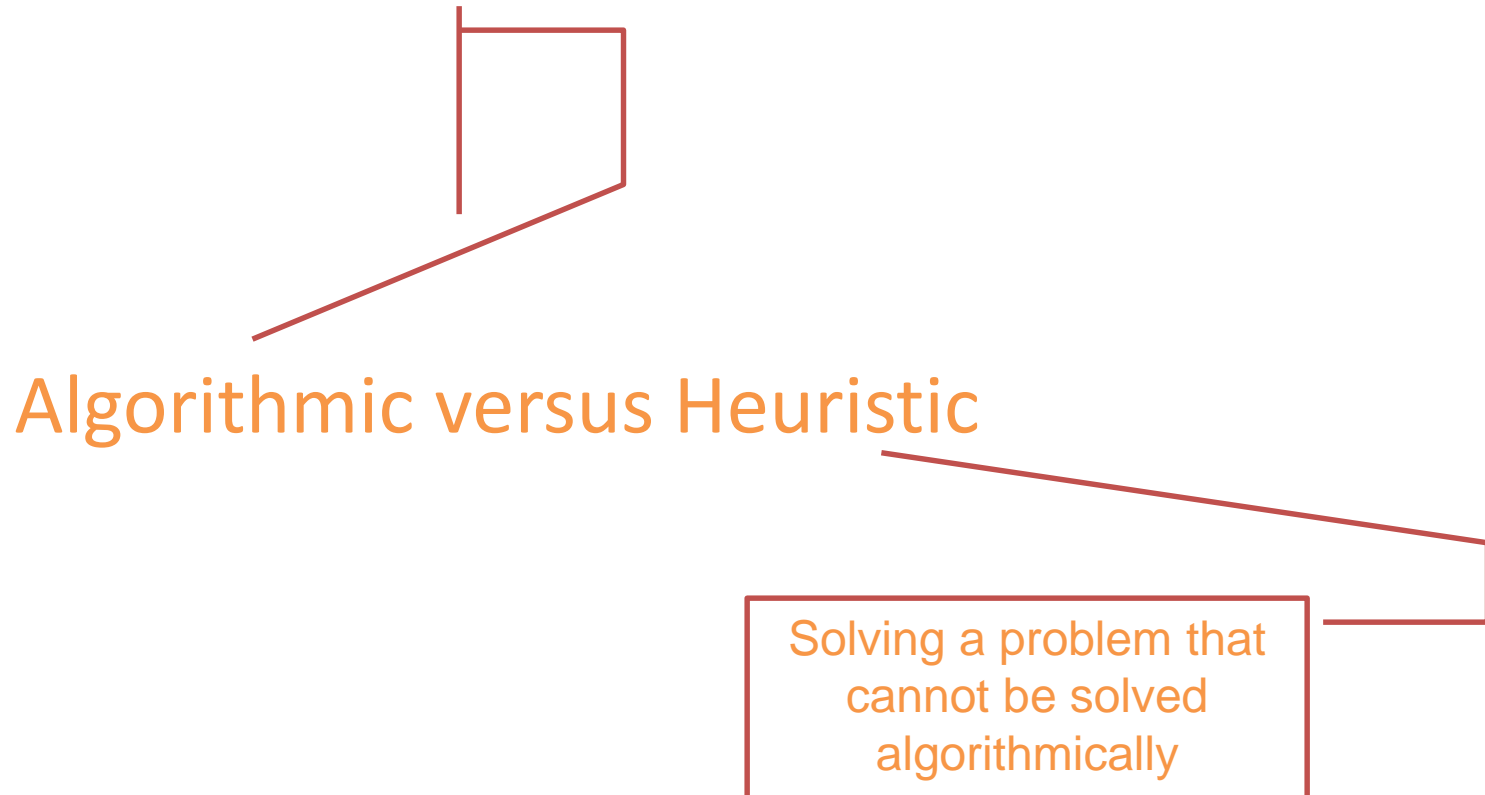 Algorithmic versus Heuristic
Solving a problem that
cannot be solved
algorithmically